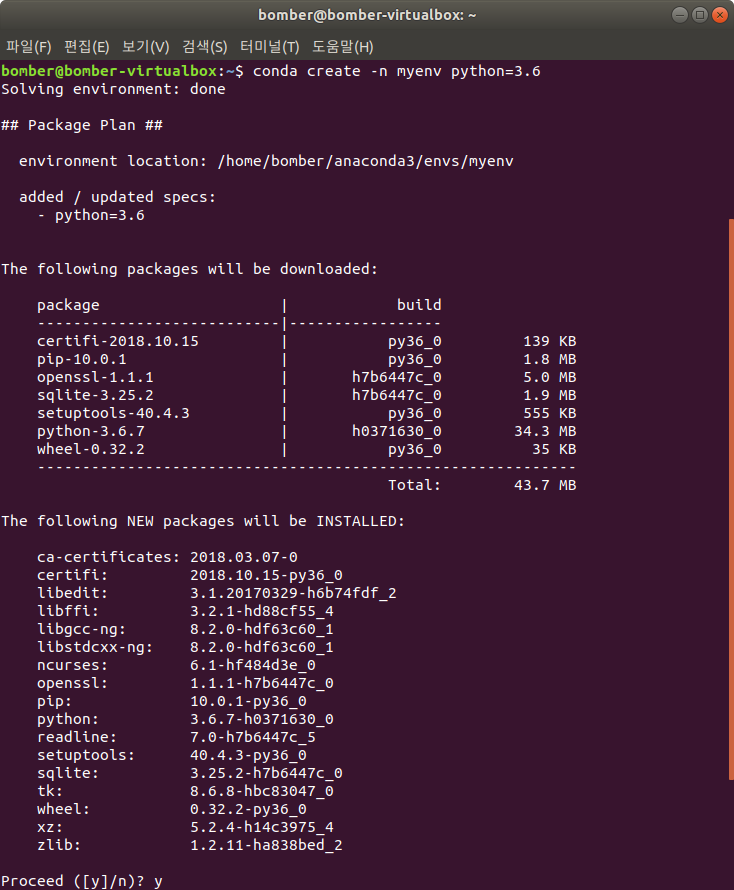 bomber@bomber-virtualbox: ~
파일(F) 편집(E) 보기(V) 검색(S) 터미널(T) 도움말(H)
bomber@bomber-virtualbox:~$ conda create -n myenv python=3.6
Solving environment: done
## Package Plan ##
environment location: /home/bomber/anaconda3/envs/myenv
added / updated specs:
- python=3.6
The following packages will be downloaded:
package | build
---------------------------|-----------------
certifi-2018.10.15 | py36_0 139 KB
pip-10.0.1 | py36_0 1.8 MB
openssl-1.1.1 | h7b6447c_0 5.0 MB
sqlite-3.25.2 | h7b6447c_0 1.9 MB
setuptools-40.4.3 | py36_0 555 KB
python-3.6.7 | h0371630_0 34.3 MB
wheel-0.32.2 | py36_0 35 KB
------------------------------------------------------------
Total: 43.7 MB
The following NEW packages will be INSTALLED:
ca-certificates: 2018.03.07-0
certifi: 2018.10.15-py36_0
libedit: 3.1.20170329-h6b74fdf_2
libffi: 3.2.1-hd88cf55_4
libgcc-ng: 8.2.0-hdf63c60_1
libstdcxx-ng: 8.2.0-hdf63c60_1
ncurses: 6.1-hf484d3e_0
openssl: 1.1.1-h7b6447c_0
pip: 10.0.1-py36_0
python: 3.6.7-h0371630_0
readline: 7.0-h7b6447c_5
setuptools: 40.4.3-py36_0
sqlite: 3.25.2-h7b6447c_0
tk: 8.6.8-hbc83047_0
wheel: 0.32.2-py36_0
xz: 5.2.4-h14c3975_4
zlib: 1.2.11-ha838bed_2
Proceed ([y]/n)? y